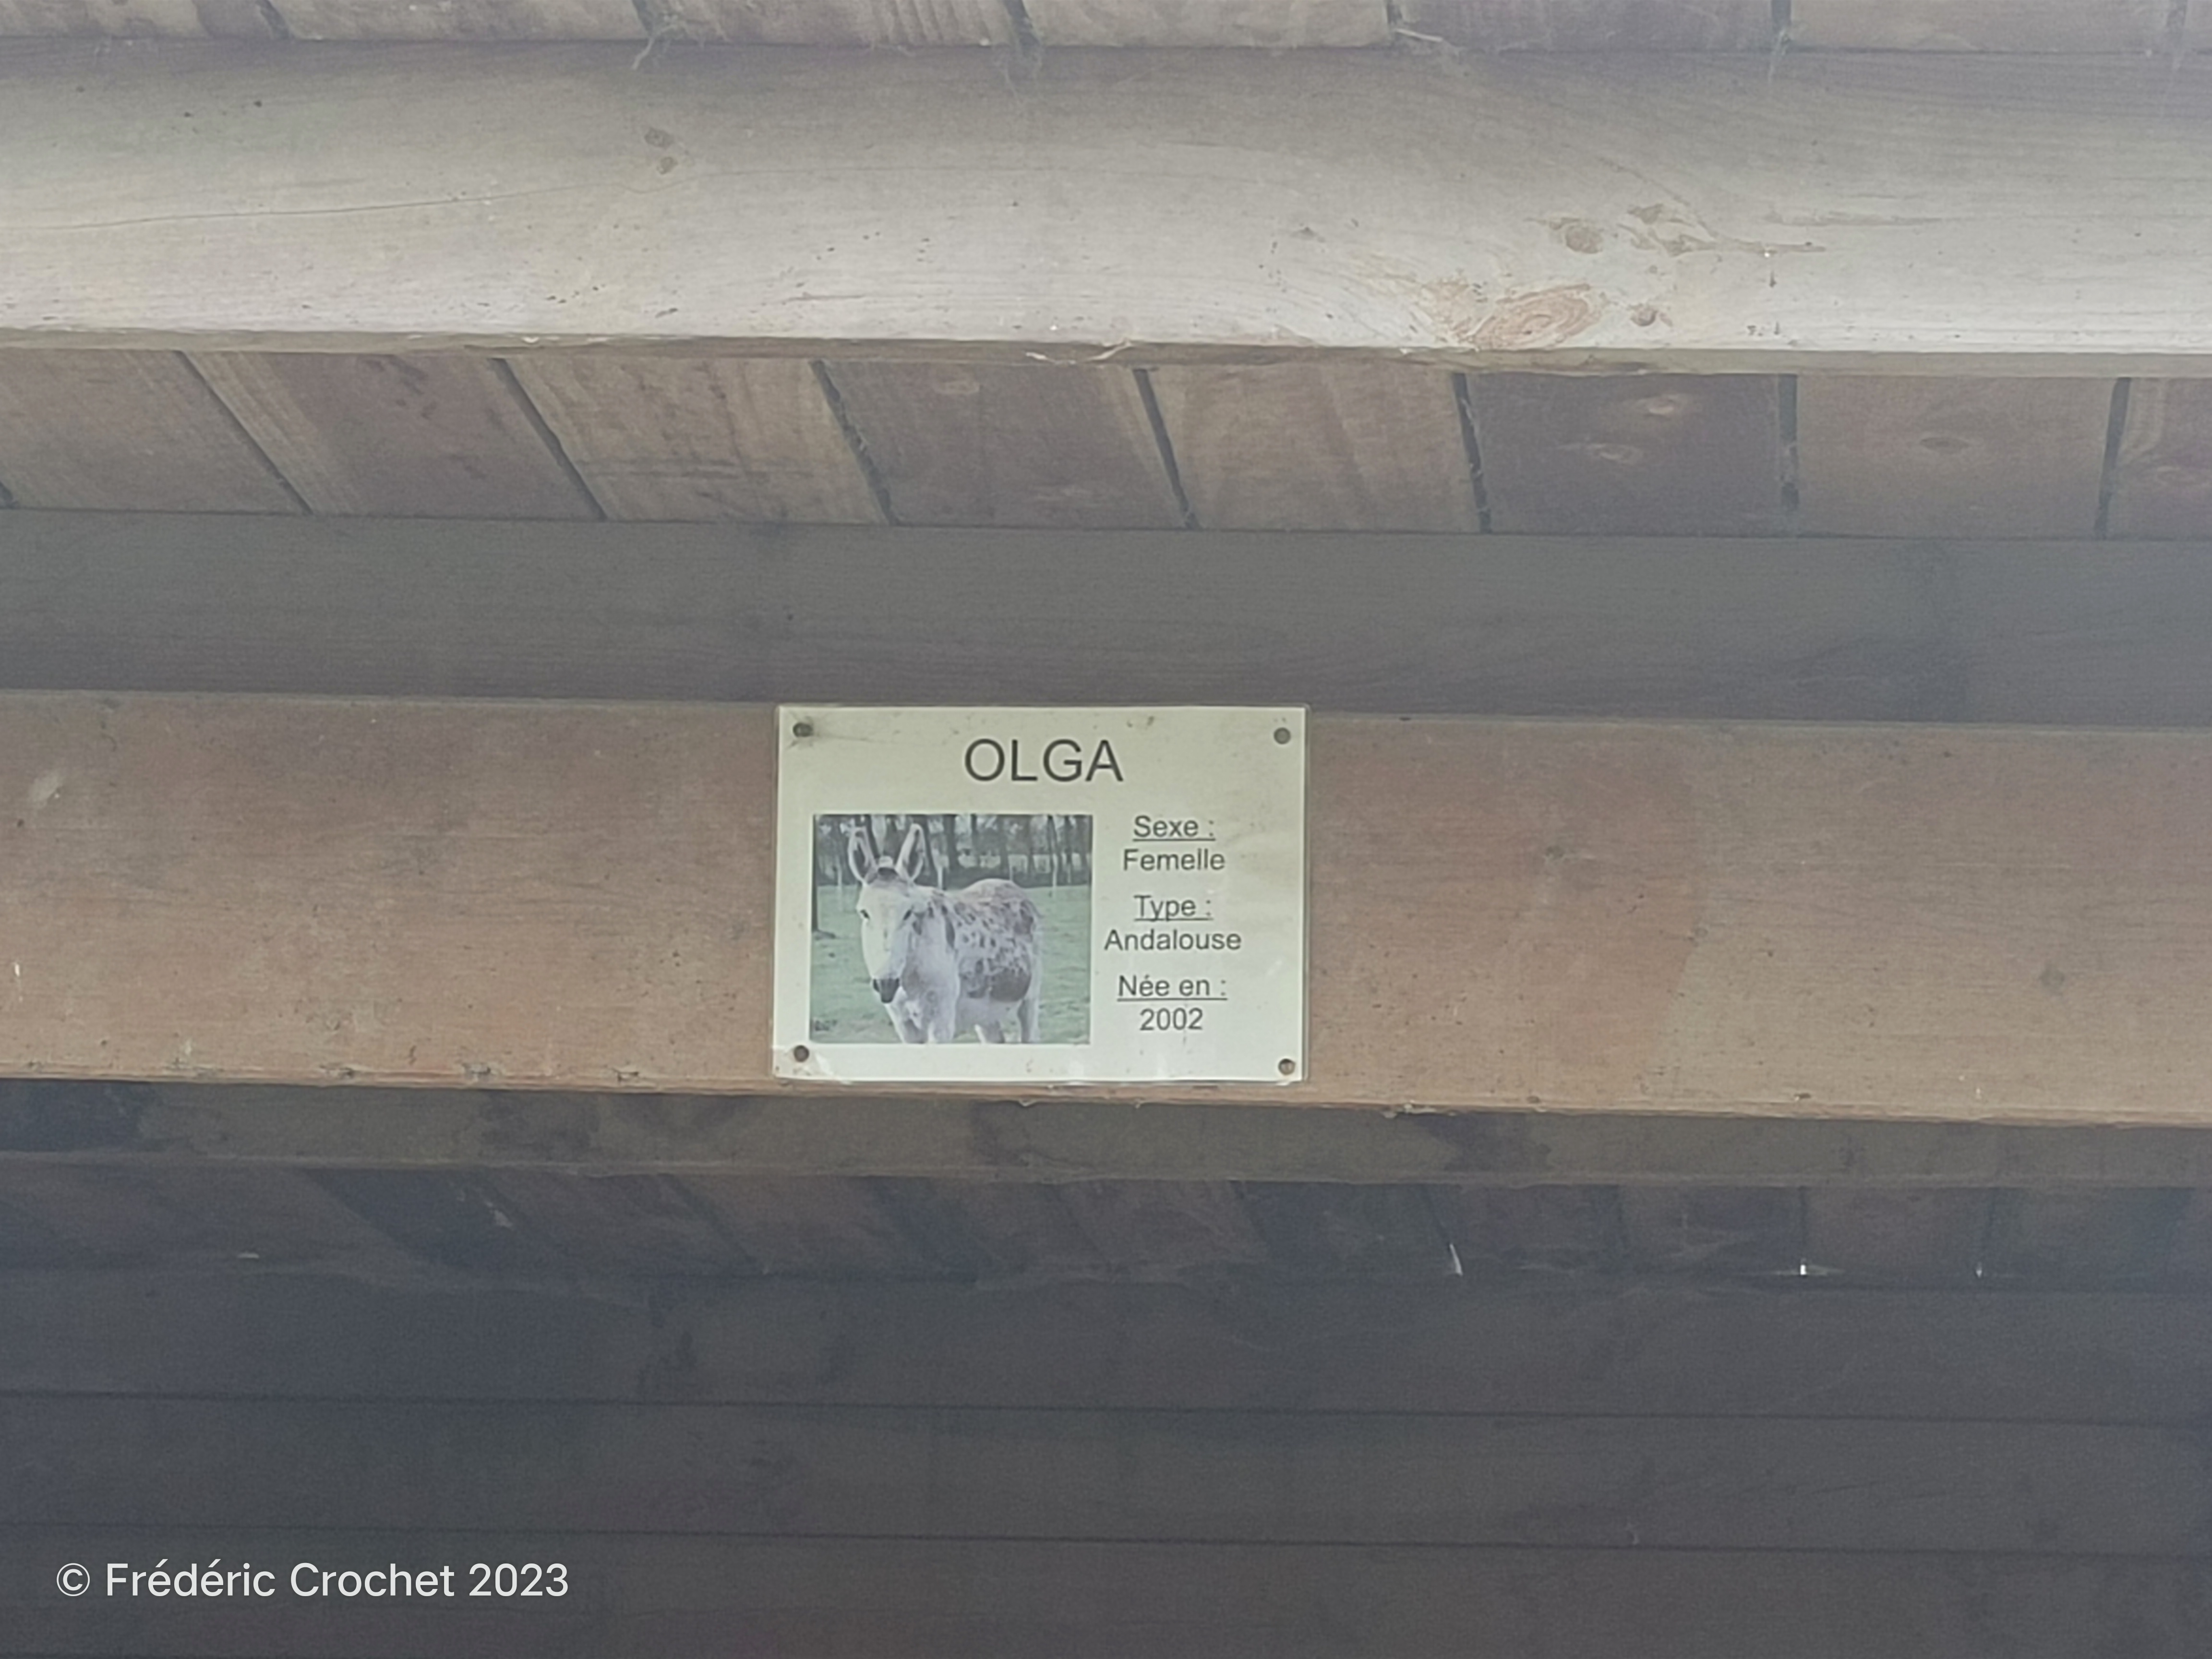 OLGA
Sexe :
Femelle
Type :
Andalouse
Née en :
2002
© Frédéric Crochet 2023